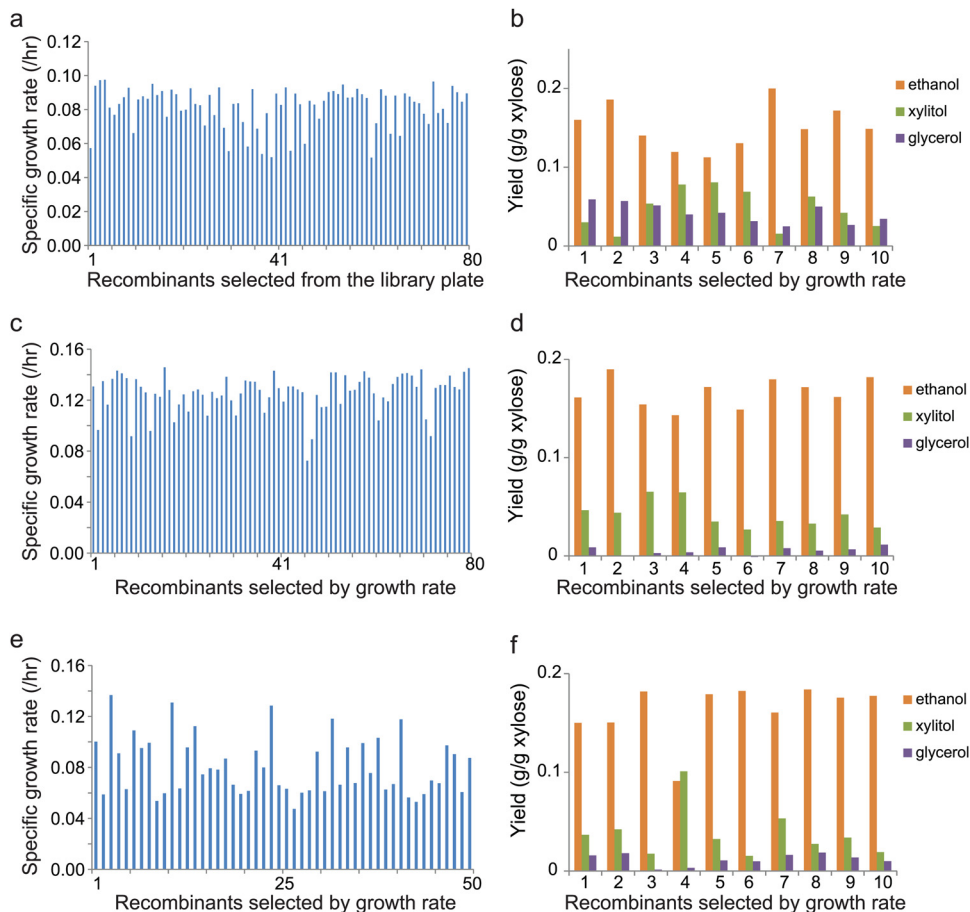 a
Specific growth rate (/hr)
0.12
0.10
0.08
0.06
0.04
0.02
0.00
1
41
80
Recombinants selected from the library plate
b
Yield (g/g xylose)
0.2
0.1
0
1 2 3 4 5 6 7 8 9 10
Recombinants selected by growth rate
ethanol
xylitol
glycerol
c
Specific growth rate (/hr)
0.16
0.12
0.08
0.04
0.00
1
41
80
Recombinants selected by growth rate
d
Yield (g/g xylose)
0.2
0.1
0
1 2 3 4 5 6 7 8 9 10
Recombinants selected by growth rate
ethanol
xylitol
glycerol
e
Specific growth rate (/hr)
0.16
0.12
0.08
0.04
0.00
1
25
50
Recombinants selected by growth rate
f
Yield (g/g xylose)
0.2
0.1
0
1 2 3 4 5 6 7 8 9 10
Recombinants selected by growth rate
ethanol
xylitol
glycerol